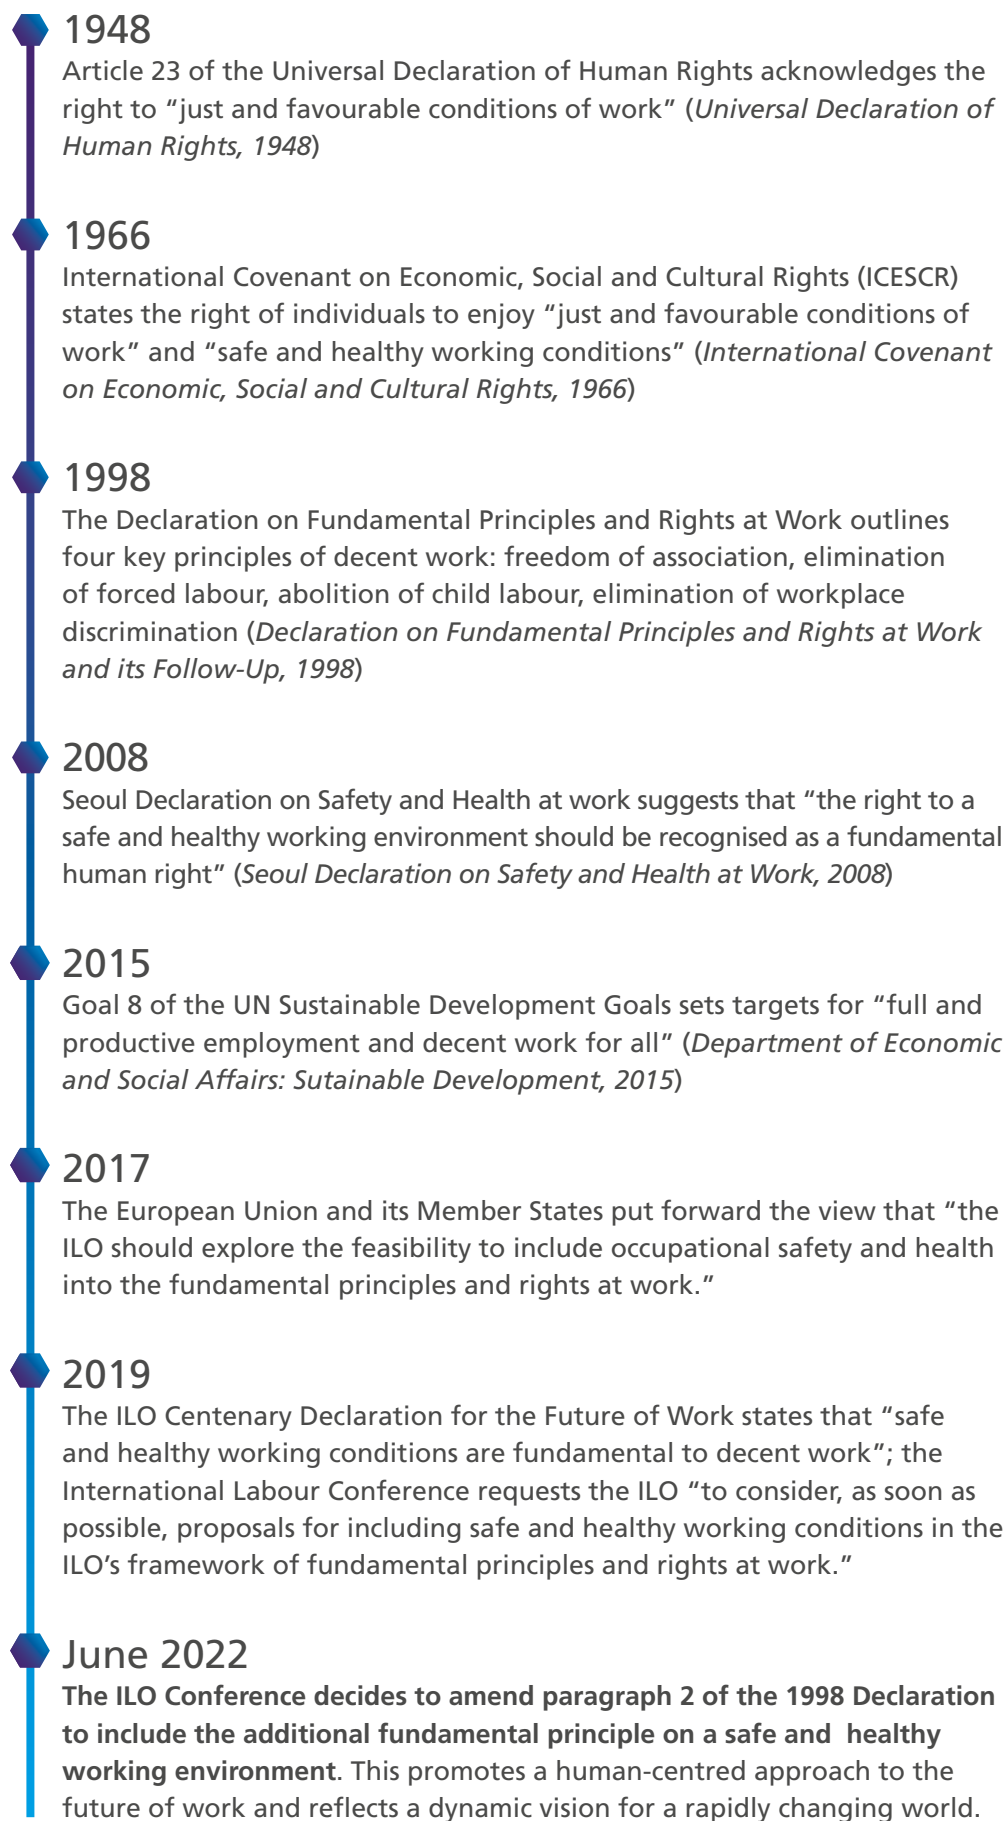 1948
Article 23 of the Universal Declaration of Human Rights acknowledges the
right to “just and favourable conditions of work” (Universal Declaration of
Human Rights, 1948)
1966
International Covenant on Economic, Social and Cultural Rights (ICESCR)
states the right of individuals to enjoy “just and favourable conditions of
work” and “safe and healthy working conditions” (International Covenant
on Economic, Social and Cultural Rights, 1966)
1998
The Declaration on Fundamental Principles and Rights at Work outlines
four key principles of decent work: freedom of association, elimination
of forced labour, abolition of child labour, elimination of workplace
discrimination (Declaration on Fundamental Principles and Rights at Work
and its Follow-Up, 1998)
2008
Seoul Declaration on Safety and Health at work suggests that “the right to a
safe and healthy working environment should be recognised as a fundamental
human right” (Seoul Declaration on Safety and Health at Work, 2008)
2015
Goal 8 of the UN Sustainable Development Goals sets targets for “full and
productive employment and decent work for all” (Department of Economic
and Social Affairs: Sutainable Development, 2015)
2017
The European Union and its Member States put forward the view that “the
ILO should explore the feasibility to include occupational safety and health
into the fundamental principles and rights at work.”
2019
The ILO Centenary Declaration for the Future of Work states that “safe
and healthy working conditions are fundamental to decent work”; the
International Labour Conference requests the ILO “to consider, as soon as
possible, proposals for including safe and healthy working conditions in the
ILO’s framework of fundamental principles and rights at work.”
June 2022
The ILO Conference decides to amend paragraph 2 of the 1998 Declaration
to include the additional fundamental principle on a safe and healthy
working environment. This promotes a human-centred approach to the
future of work and reflects a dynamic vision for a rapidly changing world.